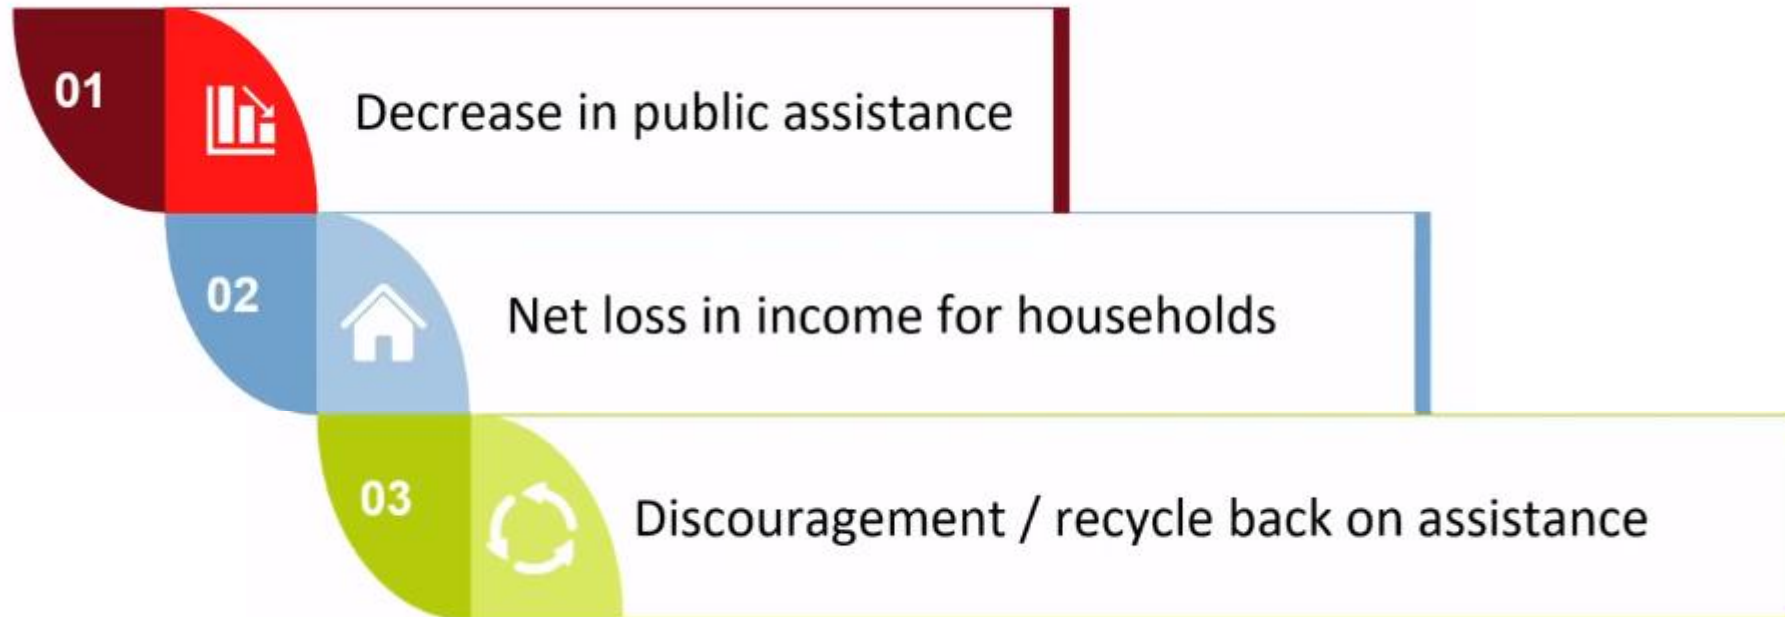 01
Decrease in public assistance
02
Net loss in income for households
03
Discouragement / recycle back on assistance